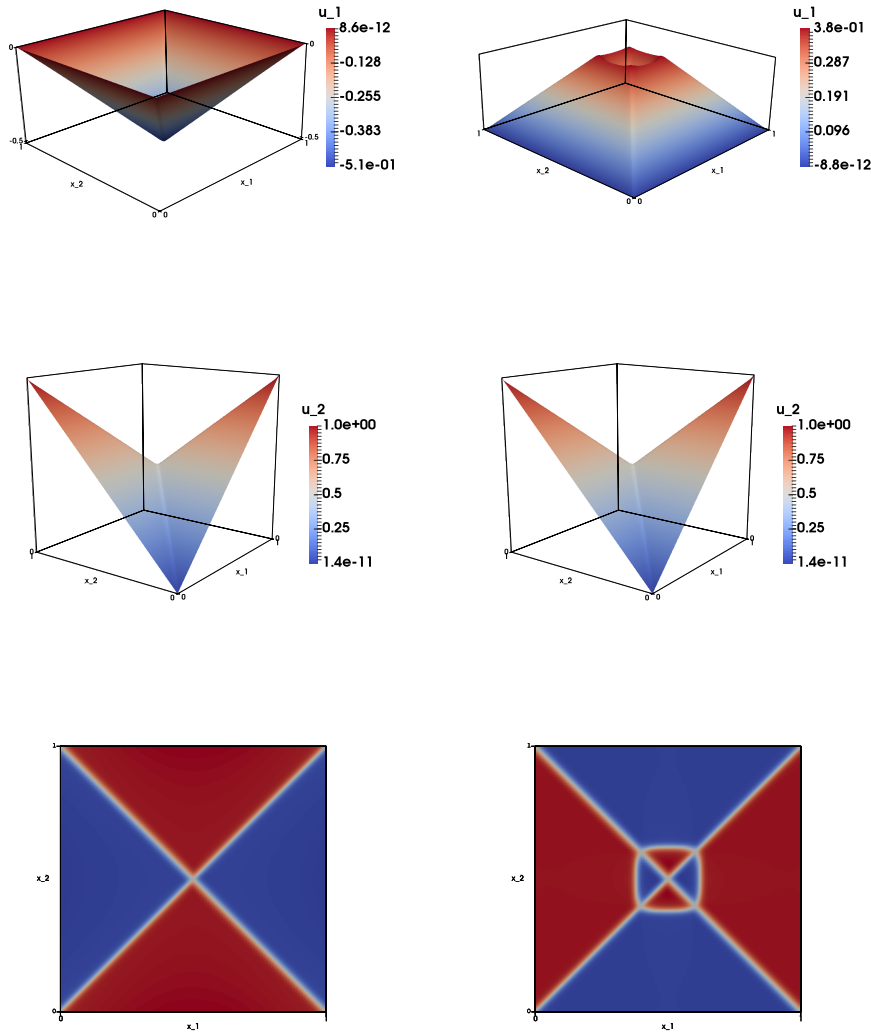 u_1
8.6e-12
-0.128
-0.255
-0.383
-5.1e-01
0
0
-0.5
1
-0.5
1
x_2
x_1
0 0
u_1
3.8e-01
0.287
0.191
0.096
-8.8e-12
1
1
x_2
x_1
0 0
u_2
1.0e+00
0.75
0.5
0.25
1.4e-11
0
1
0
1
x_2
x_1
0 0
u_2
1.0e+00
0.75
0.5
0.25
1.4e-11
0
1
0
1
x_2
x_1
0 0
1
x_2
0
0
1
x_1
1
x_2
0
0
1
x_1